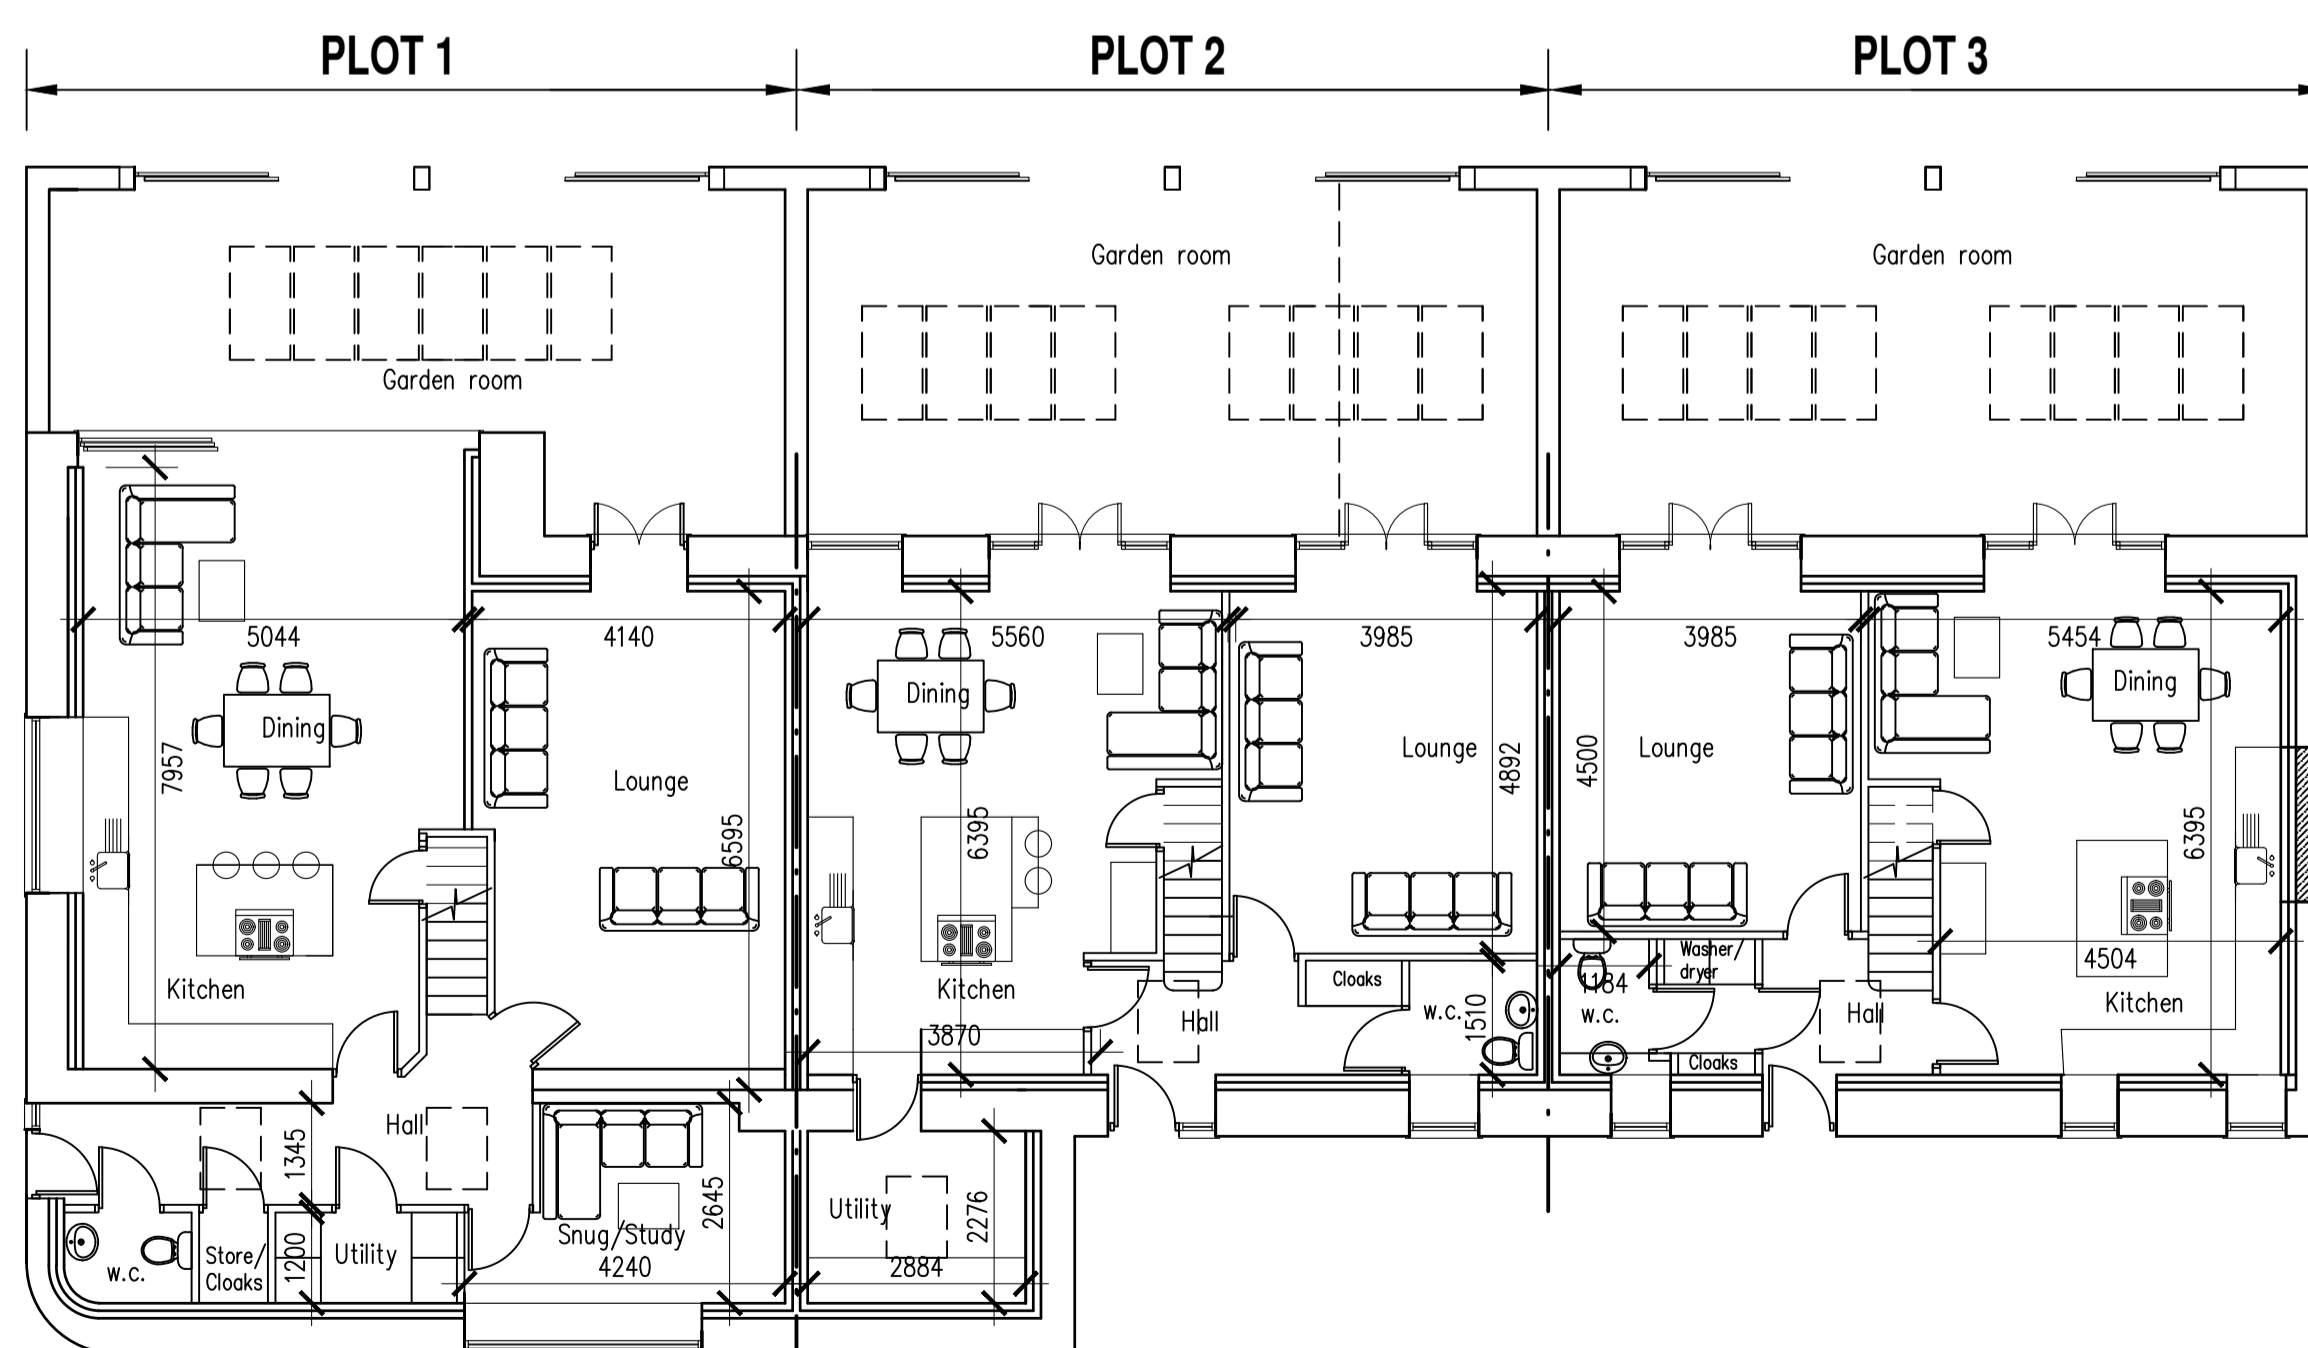 PLOT 1
PLOT 2
PLOT 3
Garden room
Garden room
Garden room
5044
4140
5560
3985
3985
5454
Dining
Dining
Dining
7957
Lounge
6595
6395
Lounge
4892
4500
Lounge
6395
Kitchen
Kitchen
3870
Hall
Cloaks
w.c.
1510
Washer/
dryer
1184
w.c.
Cloaks
Hall
4504
Kitchen
Hall
1345
w.c.
Store/
Cloaks
1200
Utility
Snug/Study
4240
2645
Utility
2884
2276